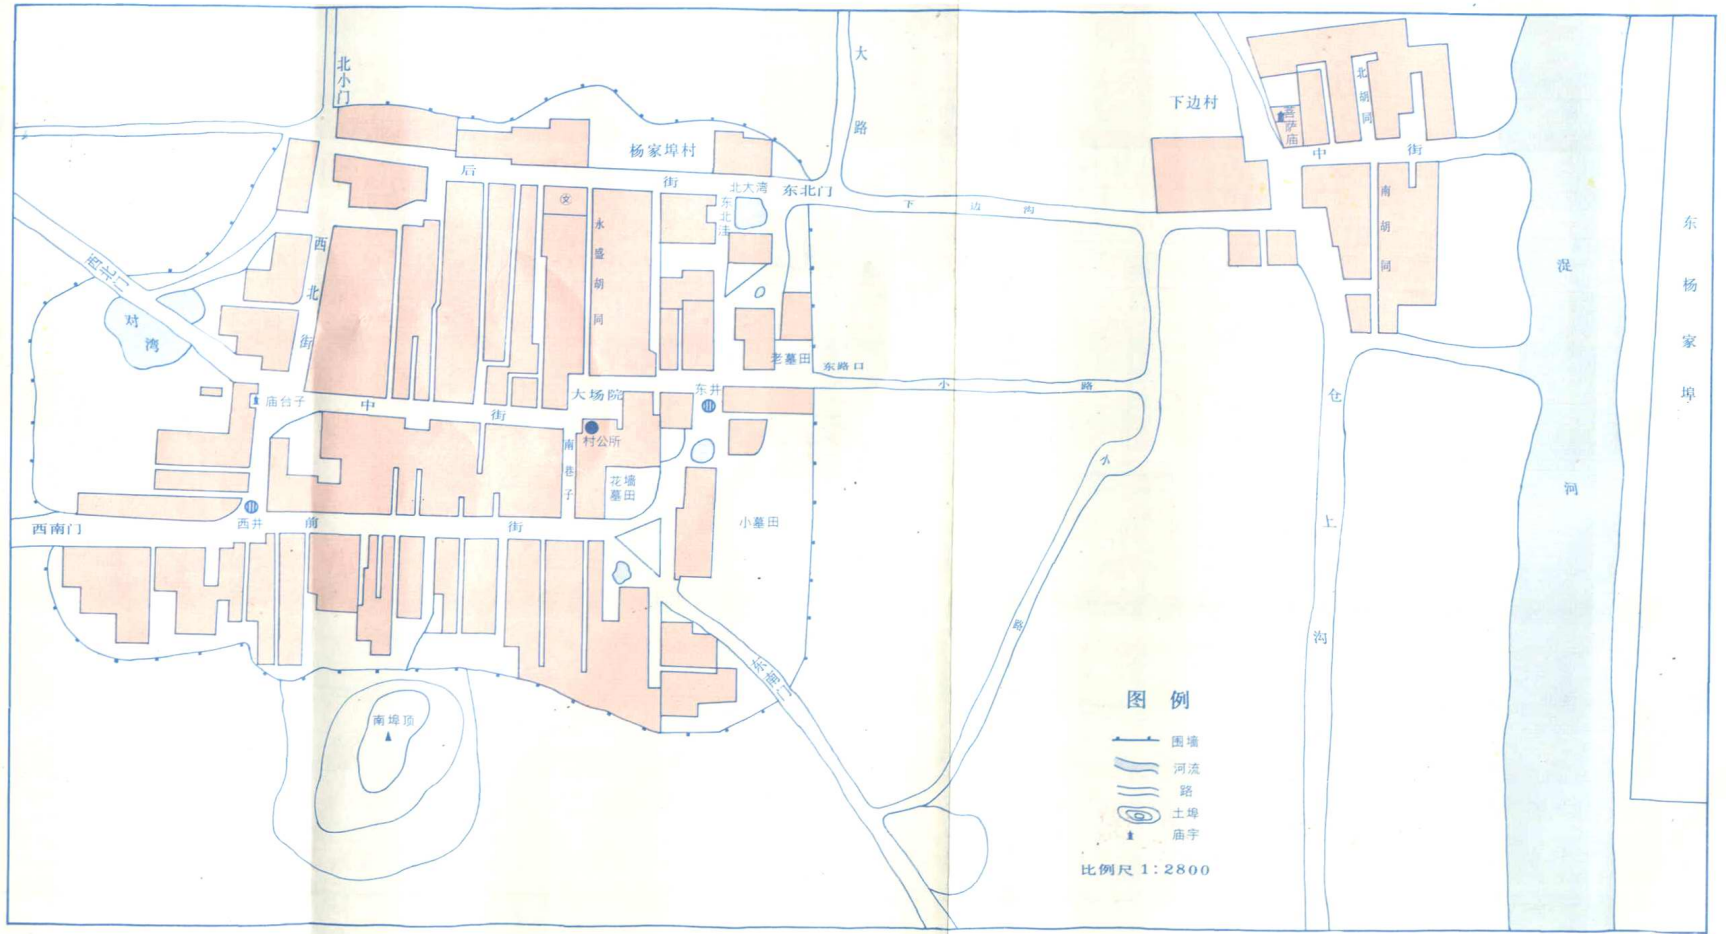 北小门
大路
下边村
北胡同
菩萨庙
中街
杨家埠村
后街
北大湾
东北门
东北洼
文
永盛胡同
下边沟
南胡同
湜河
东杨家埠
西北门
西北街
湾
老墓田
东路口
小路
庙台子
中街
大场院
东井
村公所
南巷子
花墙
墓田
仓上沟
小路
西南门
西井
前街
小墓田
东南门
南埠顶
图例
围墙
河流
路
土埠
庙宇
比例尺 1:2800